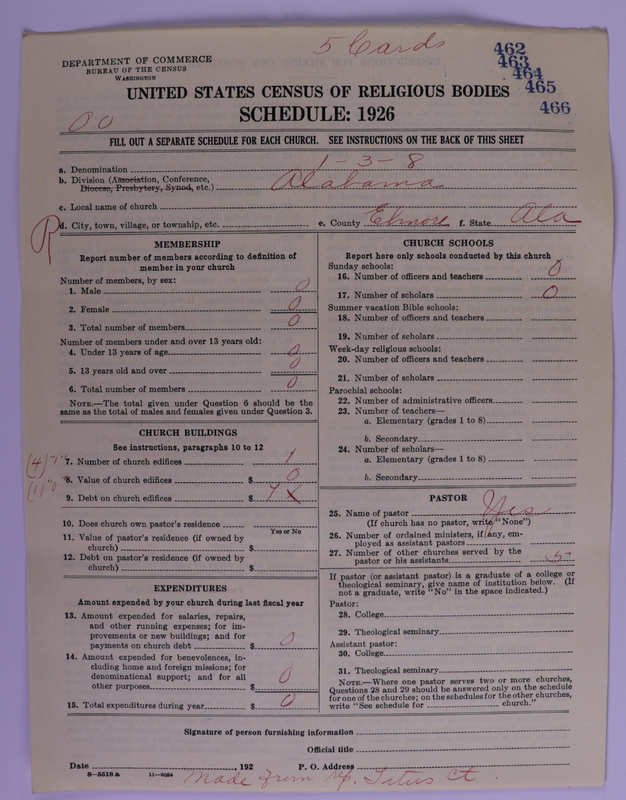 5 Cards
462
463
464
465
466
DEPARTMENT OF COMMERCE
BUREAU OF THE CENSUS
WASHINGTON
UNITED STATES CENSUS OF RELIGIOUS BODIES
SCHEDULE: 1926
00
FILL OUT A SEPARATE SCHEDULE FOR EACH CHURCH. SEE INSTRUCTIONS ON THE BACK OF THIS SHEET
a. Denomination 1-3-8
b. Division (Association, Conference,
Diocese, Presbytery, Synod, etc.) Alabama
c. Local name of church
R
d. City, town, village, or township, etc. e. County Elmore f. State Ala
MEMBERSHIP
Report number of members according to definition of
member in your church
Number of members, by sex:
1. Male 0
2. Female 0
3. Total number of members 0
Number of members under and over 13 years old:
4. Under 13 years of age 0
5. 13 years old and over 0
6. Total number of members 0
NOTE.—The total given under Question 6 should be the
same as the total of males and females given under Question 3.
CHURCH BUILDINGS
See instructions, paragraphs 10 to 12
(4) "1" 7. Number of church edifices 1
(1) "0" 8. Value of church edifices $ 0
9. Debt on church edifices $ Y X
10. Does church own pastor's residence
Yes or No
11. Value of pastor's residence (if owned by
church) $
12. Debt on pastor's residence (if owned by
church) $
EXPENDITURES
Amount expended by your church during last fiscal year
13. Amount expended for salaries, repairs,
and other running expenses; for im-
provements or new buildings; and for
payments on church debt $ 0
14. Amount expended for benevolences, in-
cluding home and foreign missions; for
denominational support; and for all
other purposes $ 0
15. Total expenditures during year $ 0
CHURCH SCHOOLS
Report here only schools conducted by this church
Sunday schools:
16. Number of officers and teachers 0
17. Number of scholars 0
Summer vacation Bible schools:
18. Number of officers and teachers
19. Number of scholars
Week-day religious schools:
20. Number of officers and teachers
21. Number of scholars
Parochial schools:
22. Number of administrative officers
23. Number of teachers—
a. Elementary (grades 1 to 8)
b. Secondary
24. Number of scholars—
a. Elementary (grades 1 to 8)
b. Secondary
PASTOR
25. Name of pastor Yes
(If church has no pastor, write "None")
26. Number of ordained ministers, if any, em-
ployed as assistant pastors
27. Number of other churches served by the
pastor or his assistants 5
If pastor (or assistant pastor) is a graduate of a college or
theological seminary, give name of institution below. (If
not a graduate, write "No" in the space indicated.)
Pastor:
28. College
29. Theological seminary
Assistant pastor:
30. College
31. Theological seminary
NOTE.—Where one pastor serves two or more churches,
Questions 28 and 29 should be answered only on the schedule
for one of the churches; on the schedules for the other churches,
write "See schedule for church."
Signature of person furnishing information
Official title
Date , 192 P. O. Address
8—5518 a 11—9054
Made from rep. Titus Ct.